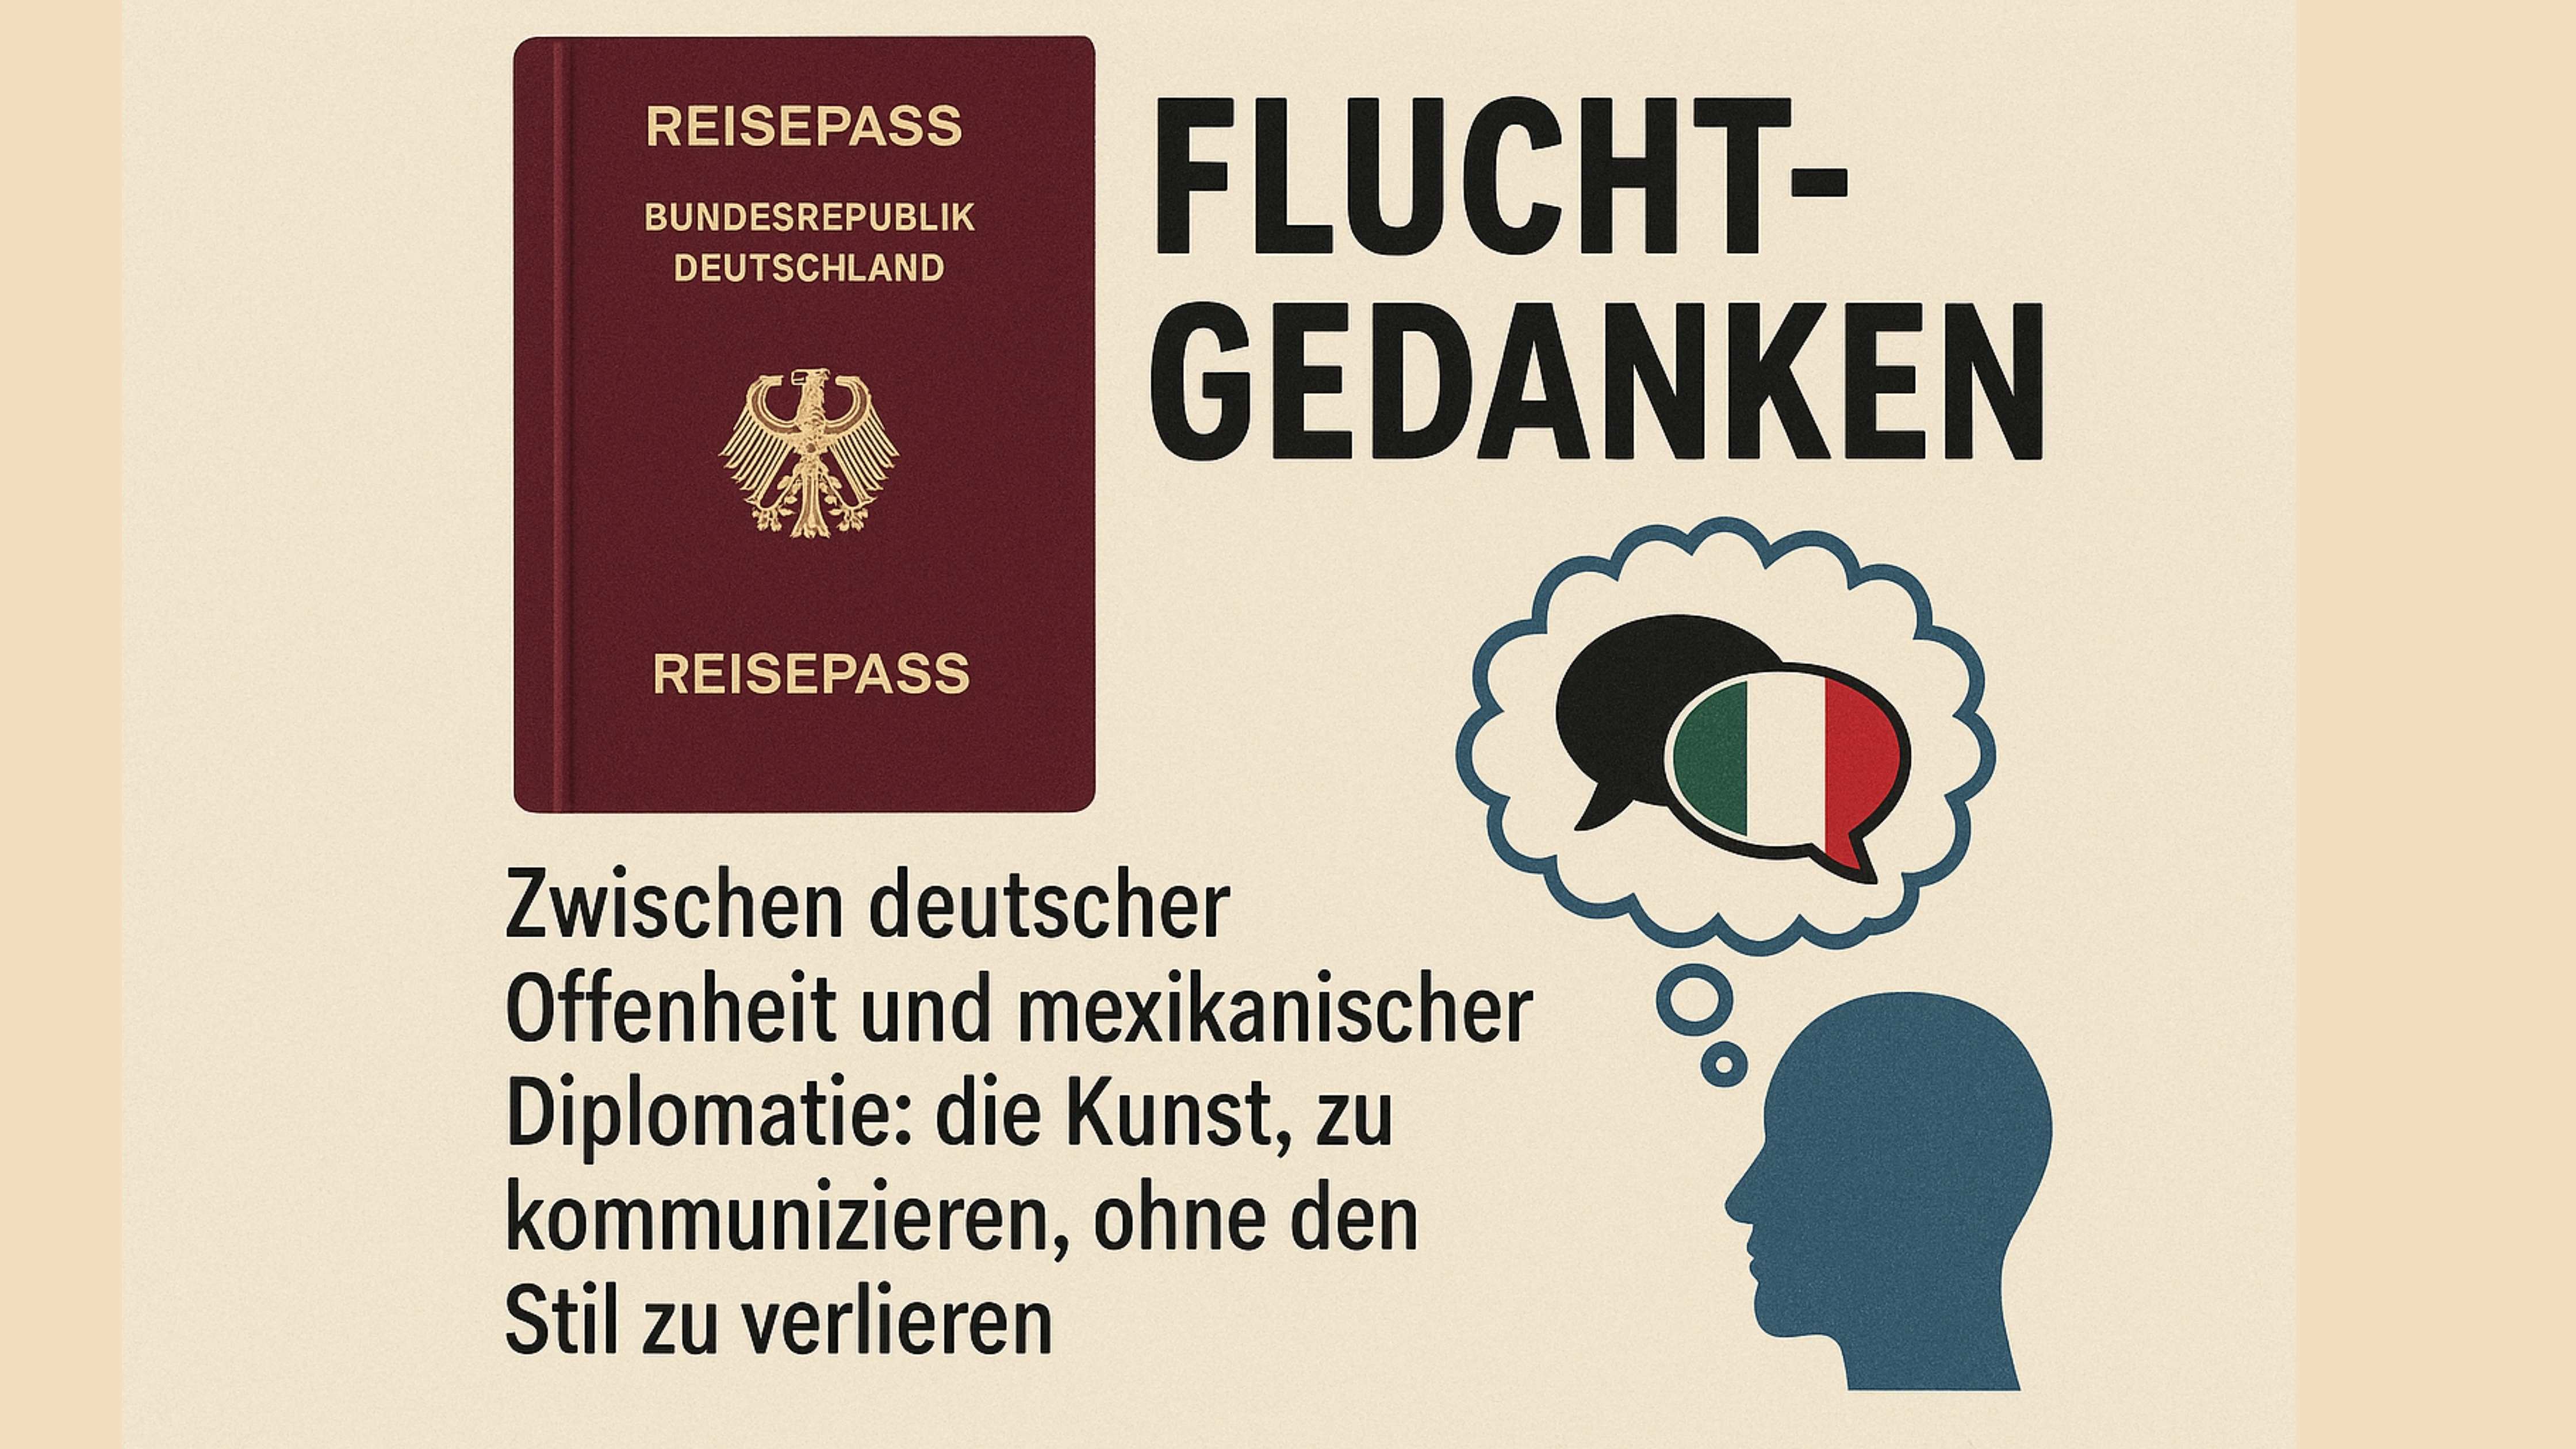 REISEPASS
BUNDESREPUBLIK
DEUTSCHLAND
REISEPASS
FLUCHT-
GEDANKEN
Zwischen deutscher
Offenheit und mexikanischer
Diplomatie: die Kunst, zu
kommunizieren, ohne den
Stil zu verlieren